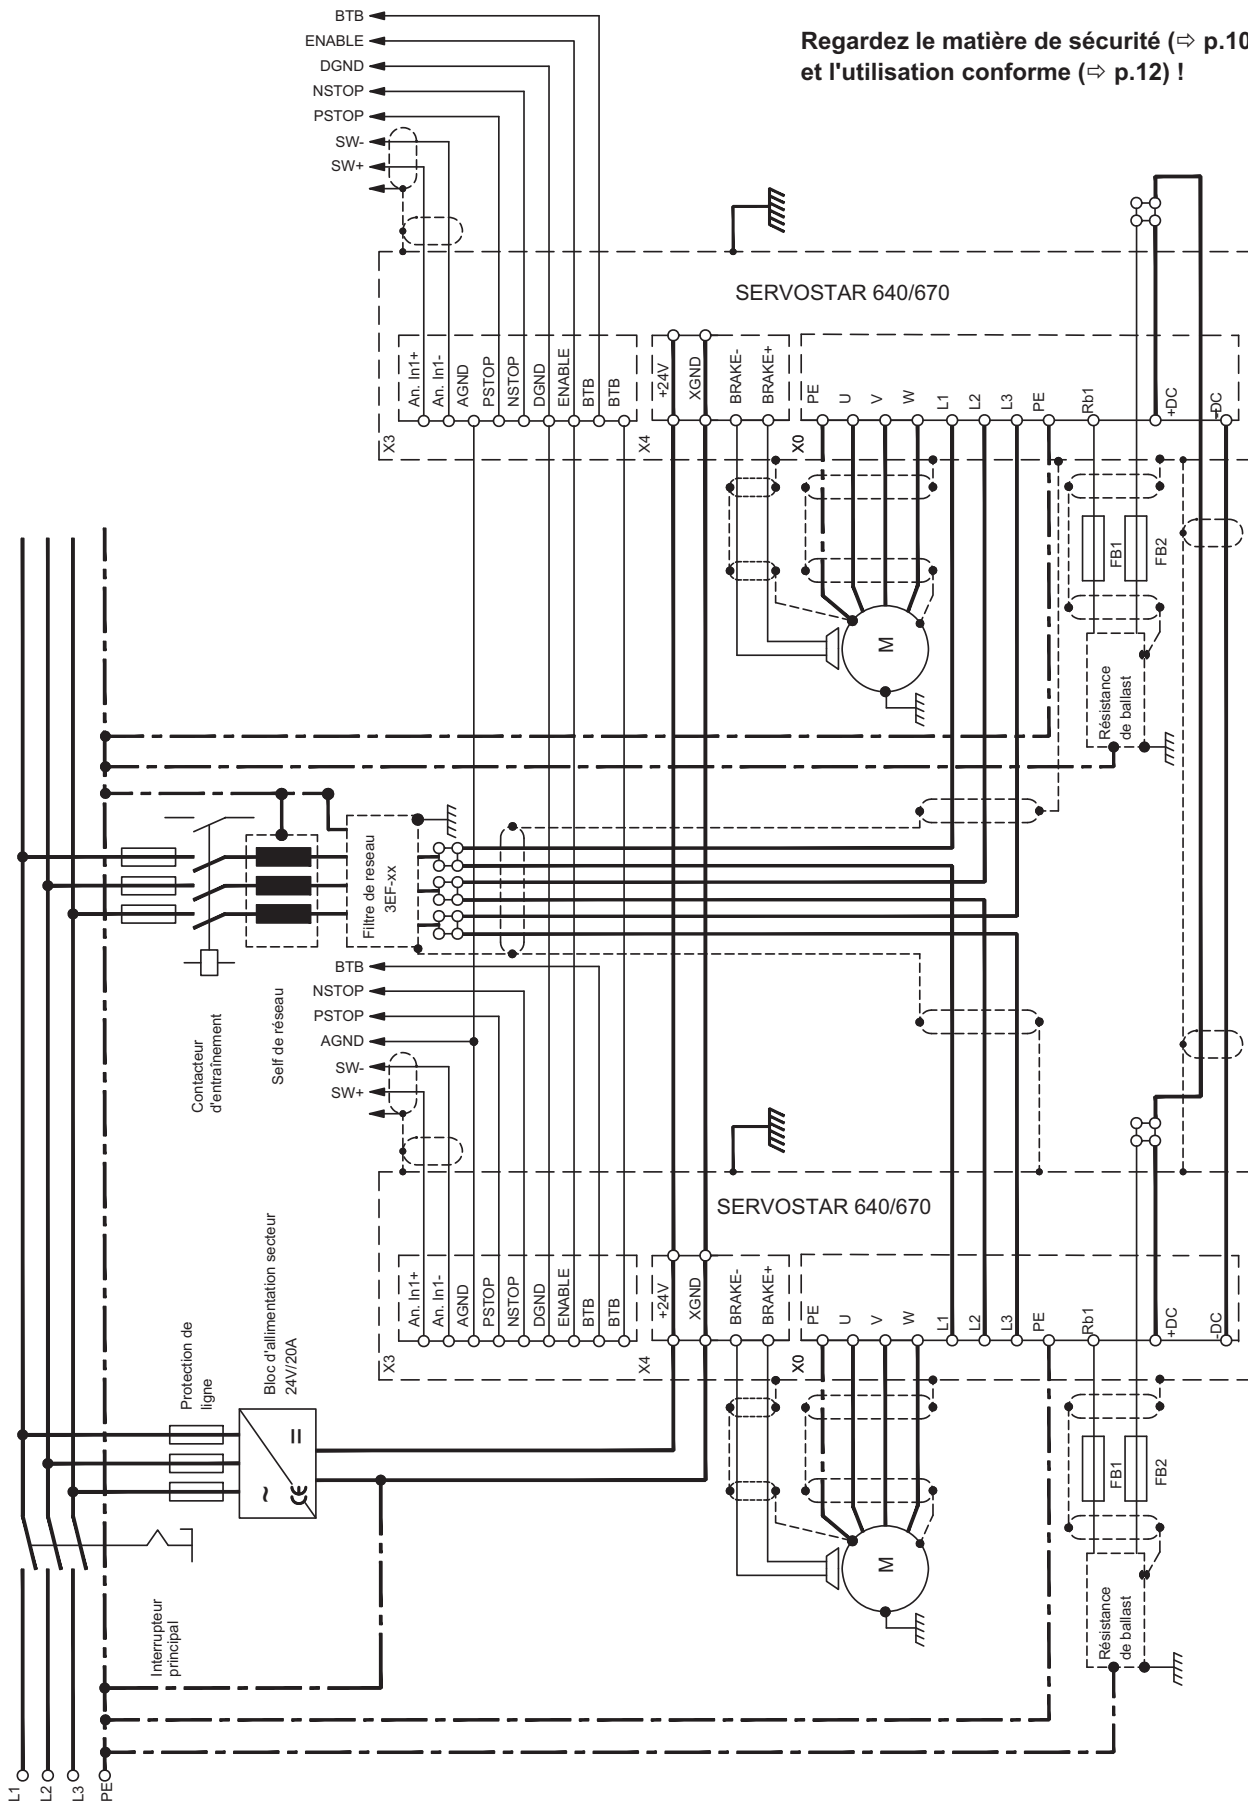 BTB
ENABLE
DGND
NSTOP
PSTOP
SW-
SW+
Regardez le matière de sécurité (⇨ p.10
et l'utilisation conforme (⇨ p.12) !
SERVOSTAR 640/670
An. In1+
An. In1-
AGND
PSTOP
NSTOP
DGND
ENABLE
BTB
BTB
X3
+24V
XGND
BRAKE-
BRAKE+
X4
PE
U
V
W
L1
L2
L3
PE
Rb1
+DC
-DC
X0
FB1
FB2
M
Résistance
de ballast
Filtre de reseau
3EF-xx
Contacteur
d'entraînement
Self de réseau
BTB
NSTOP
PSTOP
AGND
SW-
SW+
SERVOSTAR 640/670
An. In1+
An. In1-
AGND
PSTOP
NSTOP
DGND
ENABLE
BTB
BTB
X3
+24V
XGND
BRAKE-
BRAKE+
X4
PE
U
V
W
L1
L2
L3
PE
Rb1
+DC
-DC
X0
FB1
FB2
M
Résistance
de ballast
Protection de
ligne
Bloc d'allimentation secteur
24V/20A
~
=
CE
Interrupteur
principal
L1
L2
L3
PE